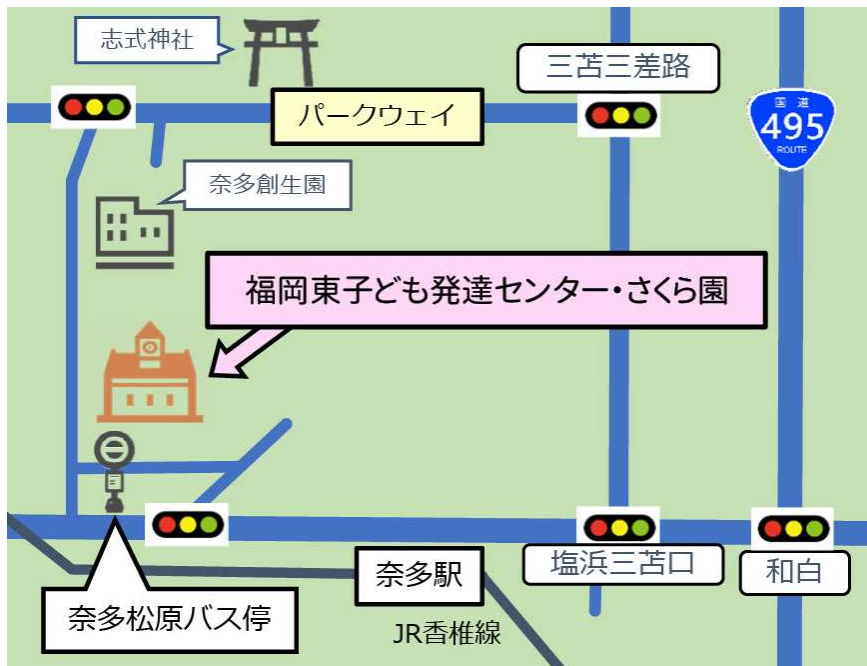 志式神社
三苫三差路
パークウェイ
国道
495
ROUTE
奈多創生園
福岡東子ども発達センター・さくら園
塩浜三苫口
和白
奈多駅
奈多松原バス停
JR香椎線